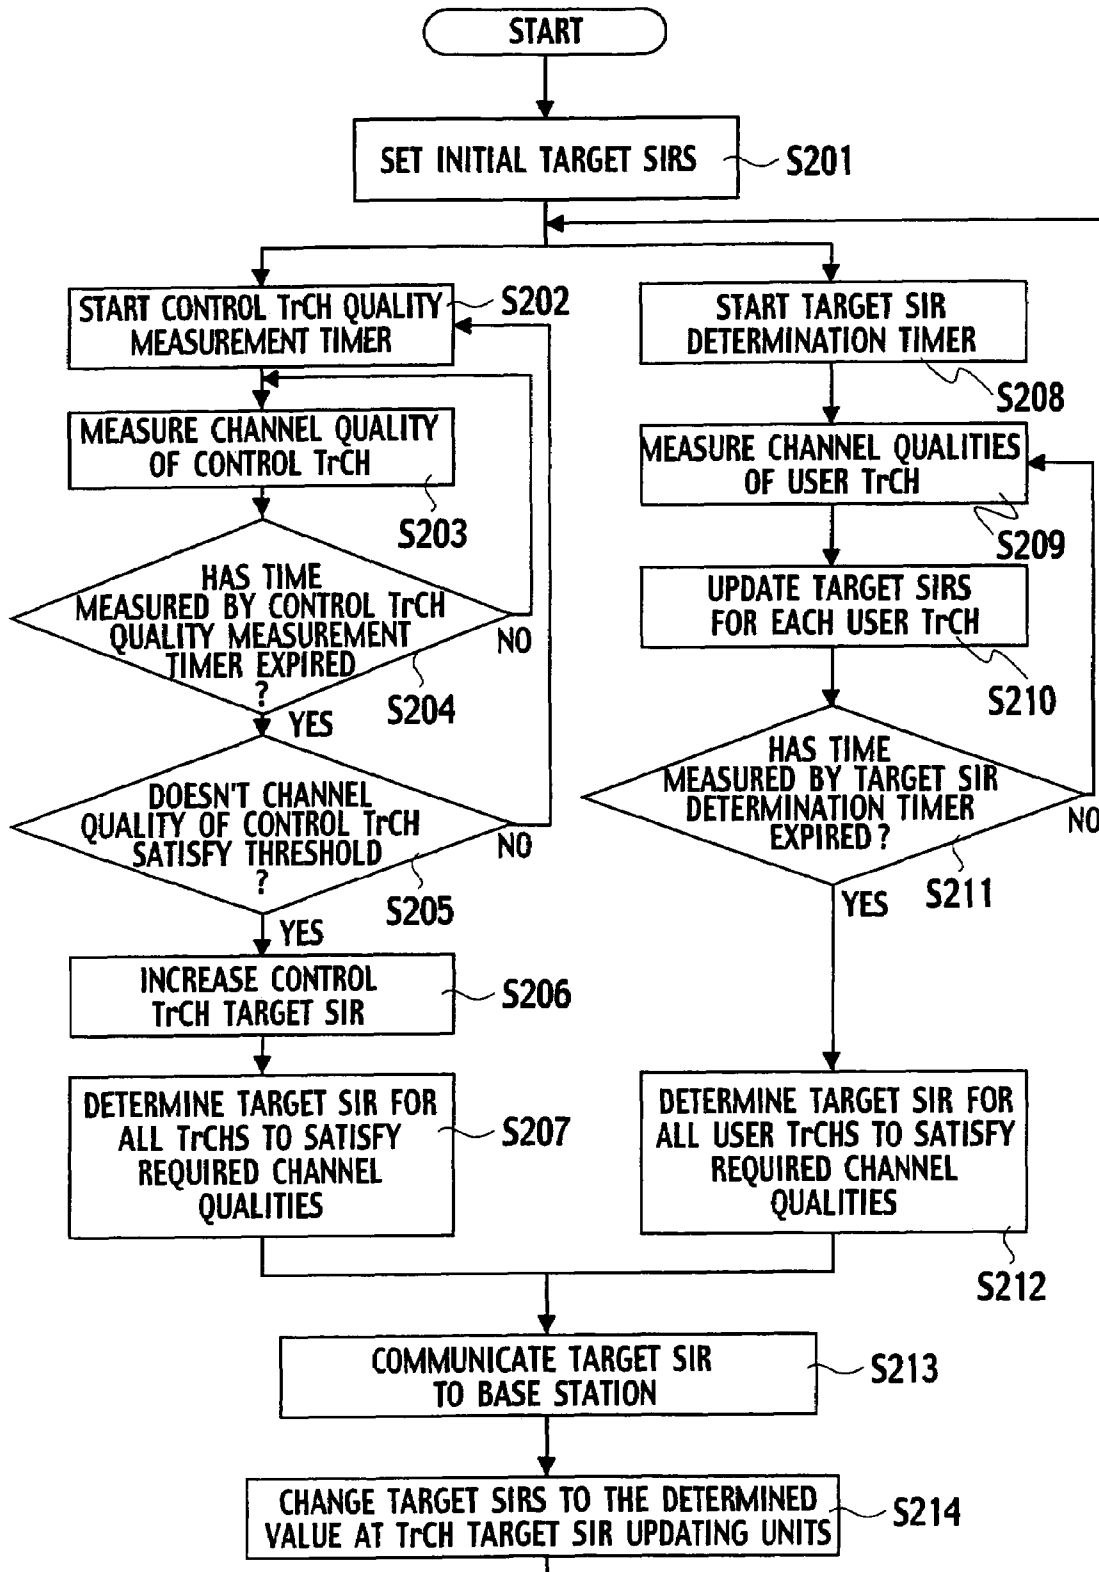 START
SET INITIAL TARGET SIRS
S201
START CONTROL TrCH QUALITY
MEASUREMENT TIMER
S202
MEASURE CHANNEL QUALITY
OF CONTROL TrCH
S203
HAS TIME
MEASURED BY CONTROL TrCH
QUALITY MEASUREMENT
TIMER EXPIRED
?
NO
S204
YES
DOESN'T CHANNEL
QUALITY OF CONTROL TrCH
SATISFY THRESHOLD
?
NO
S205
YES
INCREASE CONTROL
TrCH TARGET SIR
S206
DETERMINE TARGET SIR FOR
ALL TrCHS TO SATISFY
REQUIRED CHANNEL
QUALITIES
S207
START TARGET SIR
DETERMINATION TIMER
S208
MEASURE CHANNEL QUALITIES
OF USER TrCH
S209
UPDATE TARGET SIRS
FOR EACH USER TrCH
S210
HAS TIME
MEASURED BY TARGET SIR
DETERMINATION TIMER
EXPIRED ?
NO
S211
YES
DETERMINE TARGET SIR FOR
ALL USER TrCHS TO SATISFY
REQUIRED CHANNEL
QUALITIES
S212
COMMUNICATE TARGET SIR
TO BASE STATION
S213
CHANGE TARGET SIRS TO THE DETERMINED
VALUE AT TrCH TARGET SIR UPDATING UNITS
S214